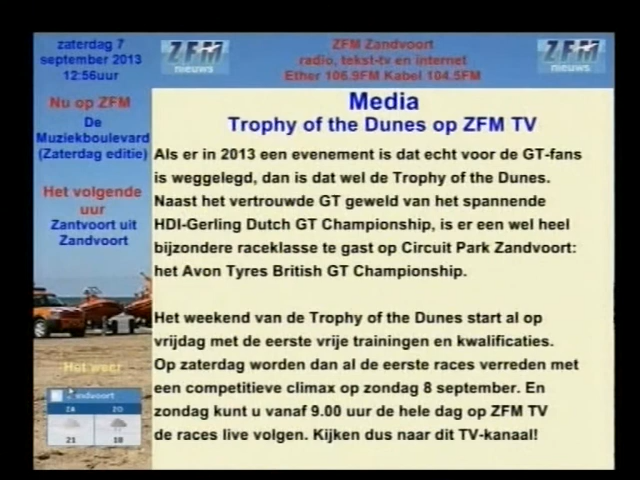 zaterdag 7
september 2013
12:56uur
ZFM
nieuws
ZFM Zandvoort
radio, tekst-tv en internet
Ether 106.9FM Kabel 104.5FM
ZFM
nieuws
Nu op ZFM
De
Muziekboulevard
(Zaterdag editie)
Het volgende
uur
Zantvoort uit
Zandvoort
Het weer
ZA ZO
21 18
Media
Trophy of the Dunes op ZFM TV
Als er in 2013 een evenement is dat echt voor de GT-fans
is weggelegd, dan is dat wel de Trophy of the Dunes.
Naast het vertrouwde GT geweld van het spannende
HDI-Gerling Dutch GT Championship, is er een wel heel
bijzondere raceklasse te gast op Circuit Park Zandvoort:
het Avon Tyres British GT Championship.
Het weekend van de Trophy of the Dunes start al op
vrijdag met de eerste vrije trainingen en kwalificaties.
Op zaterdag worden dan al de eerste races verreden met
een competitieve climax op zondag 8 september. En
zondag kunt u vanaf 9.00 uur de hele dag op ZFM TV
de races live volgen. Kijken dus naar dit TV-kanaal!